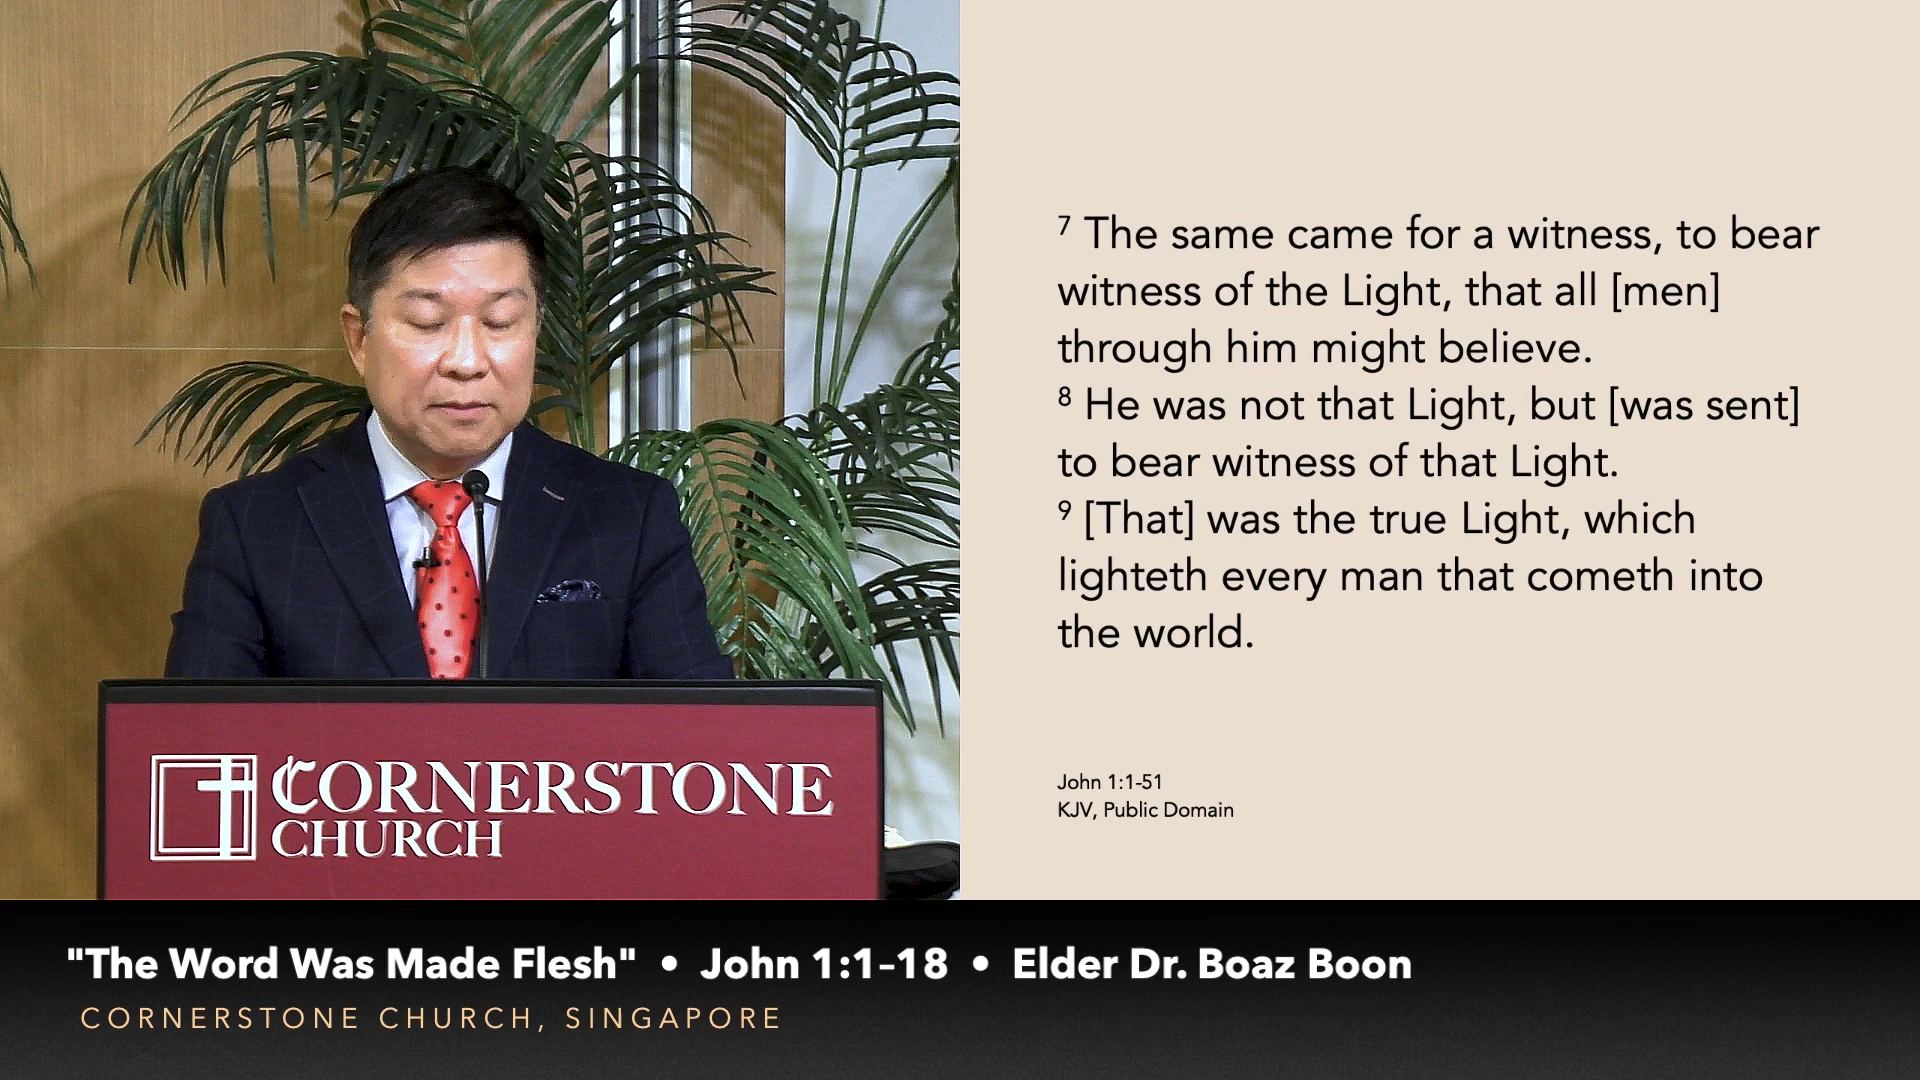 7 The same came for a witness, to bear
witness of the Light, that all [men]
through him might believe.
8 He was not that Light, but [was sent]
to bear witness of that Light.
9 [That] was the true Light, which
lighteth every man that cometh into
the world.
John 1:1-51
KJV, Public Domain
CORNERSTONE
CHURCH
"The Word Was Made Flesh" • John 1:1–18 • Elder Dr. Boaz Boon
CORNERSTONE CHURCH, SINGAPORE